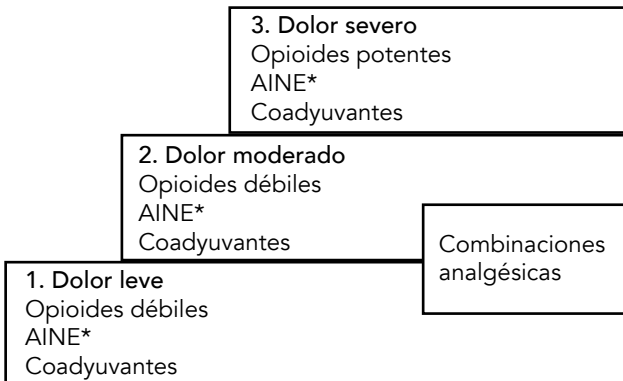 3. Dolor severo
Opioides potentes
AINE*
Coadyuvantes
2. Dolor moderado
Opioides débiles
AINE*
Coadyuvantes
Combinaciones
analgésicas
1. Dolor leve
Opioides débiles
AINE*
Coadyuvantes